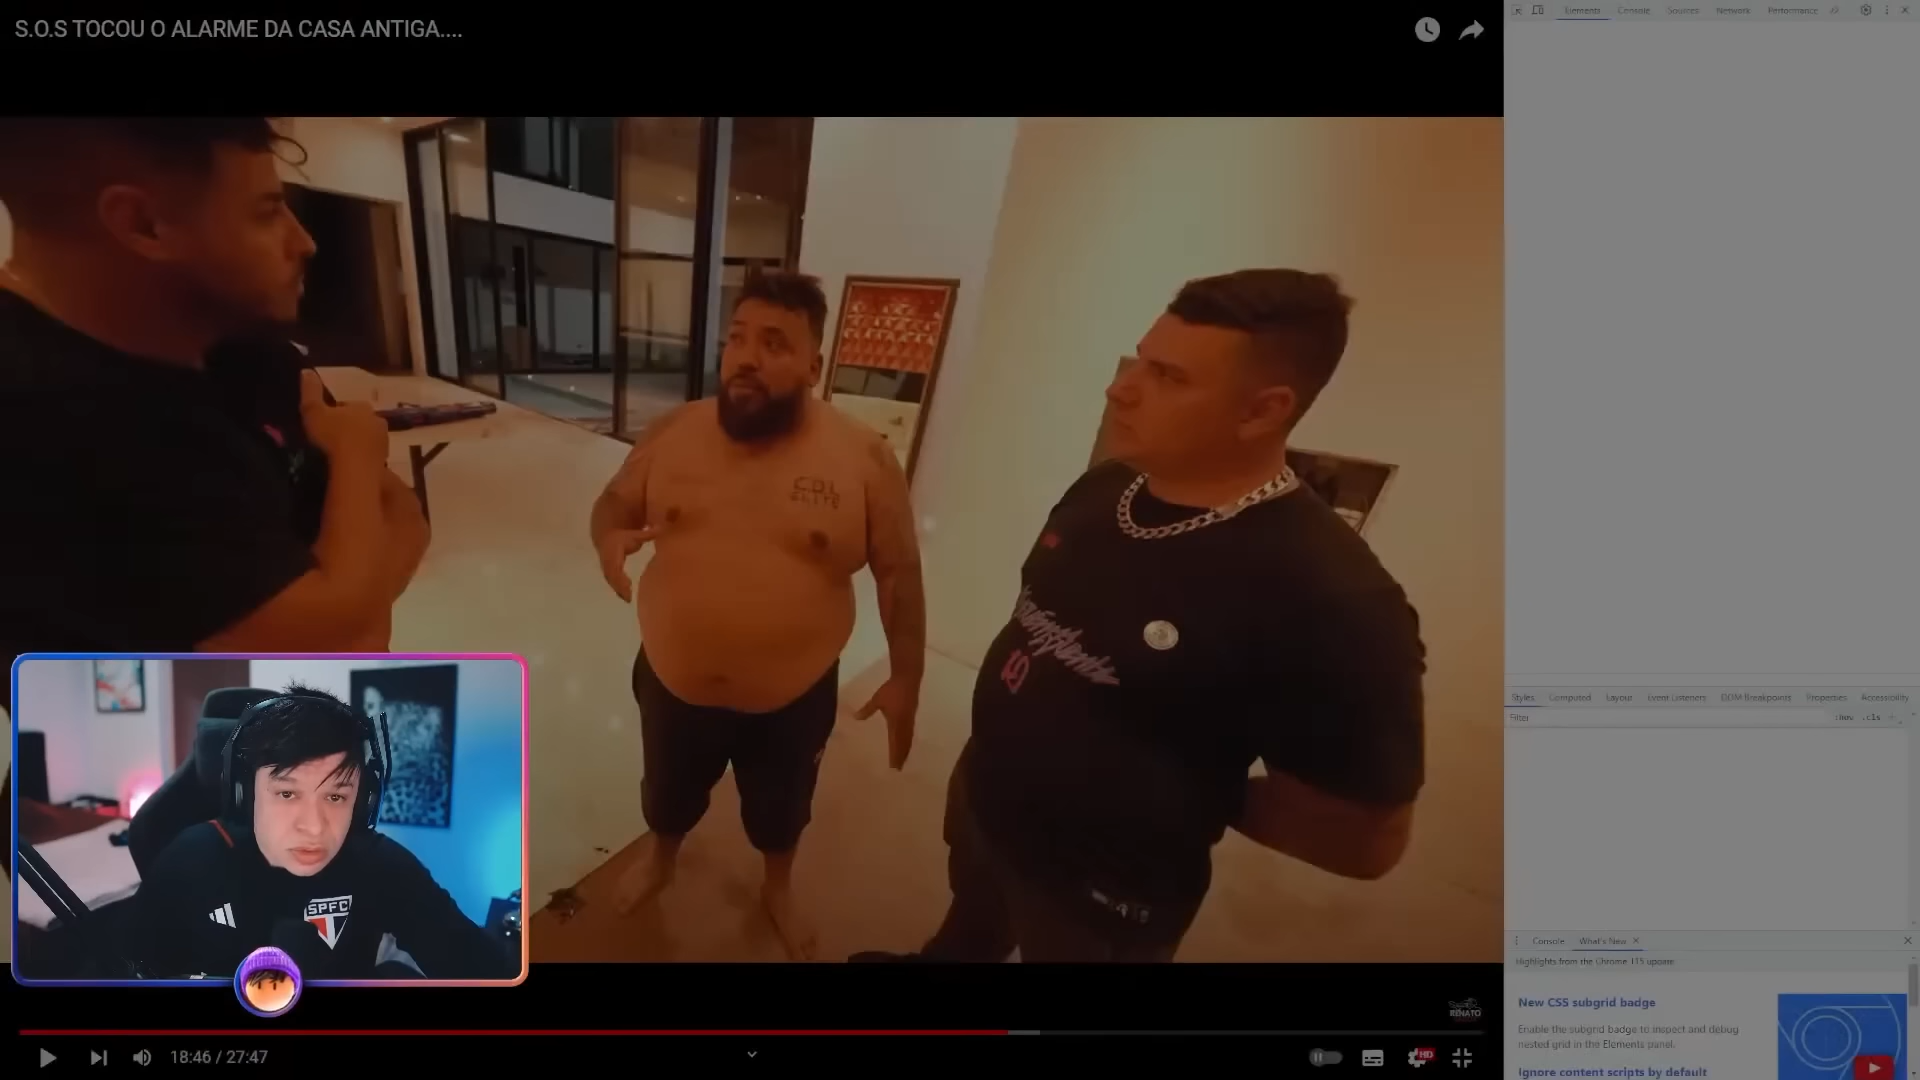 S.O.S TOCOU O ALARME DA CASA ANTIGA....
Elements Console Sources Network Performance
C.D.L
SPFC
RENATO
18:46 / 27:47
HD
Styles Computed Layout Event Listeners DOM Breakpoints Properties Accessibility
Filter
:hov .cls +
Console What's New
Highlights from the Chrome 115 update
New CSS subgrid badge
Enable the subgrid badge to inspect and debug
nested grid in the Elements panel.
Ignore content scripts by default